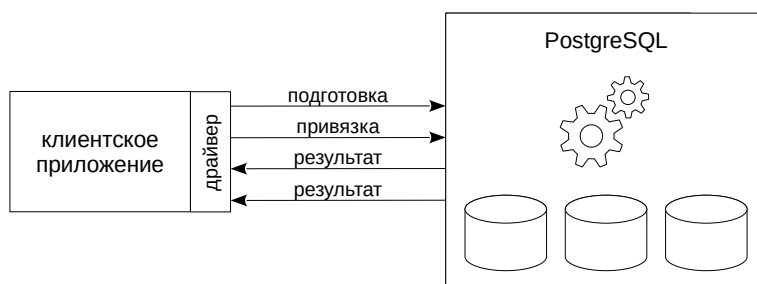 PostgreSQL
клиентское
приложение
драйвер
подготовка
привязка
результат
результат